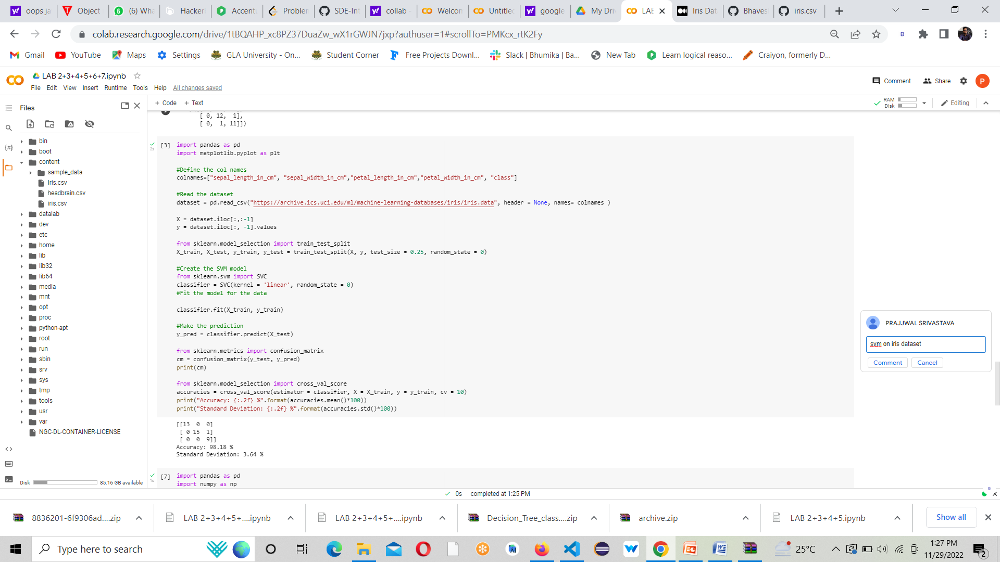 oops ja
Object
(6) Wha
Hacker
Accent
Problen
SDE-Int
collab -
Welcon
Untitled
google
My Driv
LAB
Iris Dat
Bhaves
iris.csv
colab.research.google.com/drive/1tBQAHP_xc8PZ37DuaZw_wX1rGWJN7jxp?authuser=1#scrollTo=PMKcx_rtK2Fy
Gmail
YouTube
Maps
Settings
GLA University - On...
Student Corner
Free Projects Downl...
Slack | Bhumika | Ba...
New Tab
Learn logical reaso...
Craiyon, formerly D...
LAB 2+3+4+5+6+7.ipynb
Comment
Share
P
File Edit View Insert Runtime Tools Help All changes saved
Files
+ Code + Text
RAM
Disk
Editing
bin
boot
content
sample_data
Iris.csv
headbrain.csv
iris.csv
datalab
dev
etc
home
lib
lib32
lib64
media
mnt
opt
proc
python-apt
root
run
sbin
srv
sys
tmp
tools
usr
var
NGC-DL-CONTAINER-LICENSE
Disk
85.16 GB available
[ 0, 12, 1],
[ 0, 1, 11]])
2s
[3] import pandas as pd
import matplotlib.pyplot as plt
#Define the col names
colnames=["sepal_length_in_cm", "sepal_width_in_cm","petal_length_in_cm","petal_width_in_cm", "class"]
#Read the dataset
dataset = pd.read_csv("https://archive.ics.uci.edu/ml/machine-learning-databases/iris/iris.data", header = None, names= colnames )
X = dataset.iloc[:,:-1]
y = dataset.iloc[:, -1].values
from sklearn.model_selection import train_test_split
X_train, X_test, y_train, y_test = train_test_split(X, y, test_size = 0.25, random_state = 0)
#Create the SVM model
from sklearn.svm import SVC
classifier = SVC(kernel = 'linear', random_state = 0)
#Fit the model for the data
classifier.fit(X_train, y_train)
#Make the prediction
y_pred = classifier.predict(X_test)
from sklearn.metrics import confusion_matrix
cm = confusion_matrix(y_test, y_pred)
print(cm)
from sklearn.model_selection import cross_val_score
accuracies = cross_val_score(estimator = classifier, X = X_train, y = y_train, cv = 10)
print("Accuracy: {:.2f} %".format(accuracies.mean()*100))
print("Standard Deviation: {:.2f} %".format(accuracies.std()*100))
[[13 0 0]
[ 0 15 1]
[ 0 0 9]]
Accuracy: 98.18 %
Standard Deviation: 3.64 %
1s
[7] import pandas as pd
import numpy as np
PRAJJWAL SRIVASTAVA
svm on iris dataset
Comment Cancel
0s completed at 1:25 PM
8836201-6f9306ad....zip
LAB 2+3+4+5+....ipynb
LAB 2+3+4+5+....ipynb
Decision_Tree_class....zip
archive.zip
LAB 2+3+4+5.ipynb
Show all
Type here to search
25°C
1:27 PM
11/29/2022
2